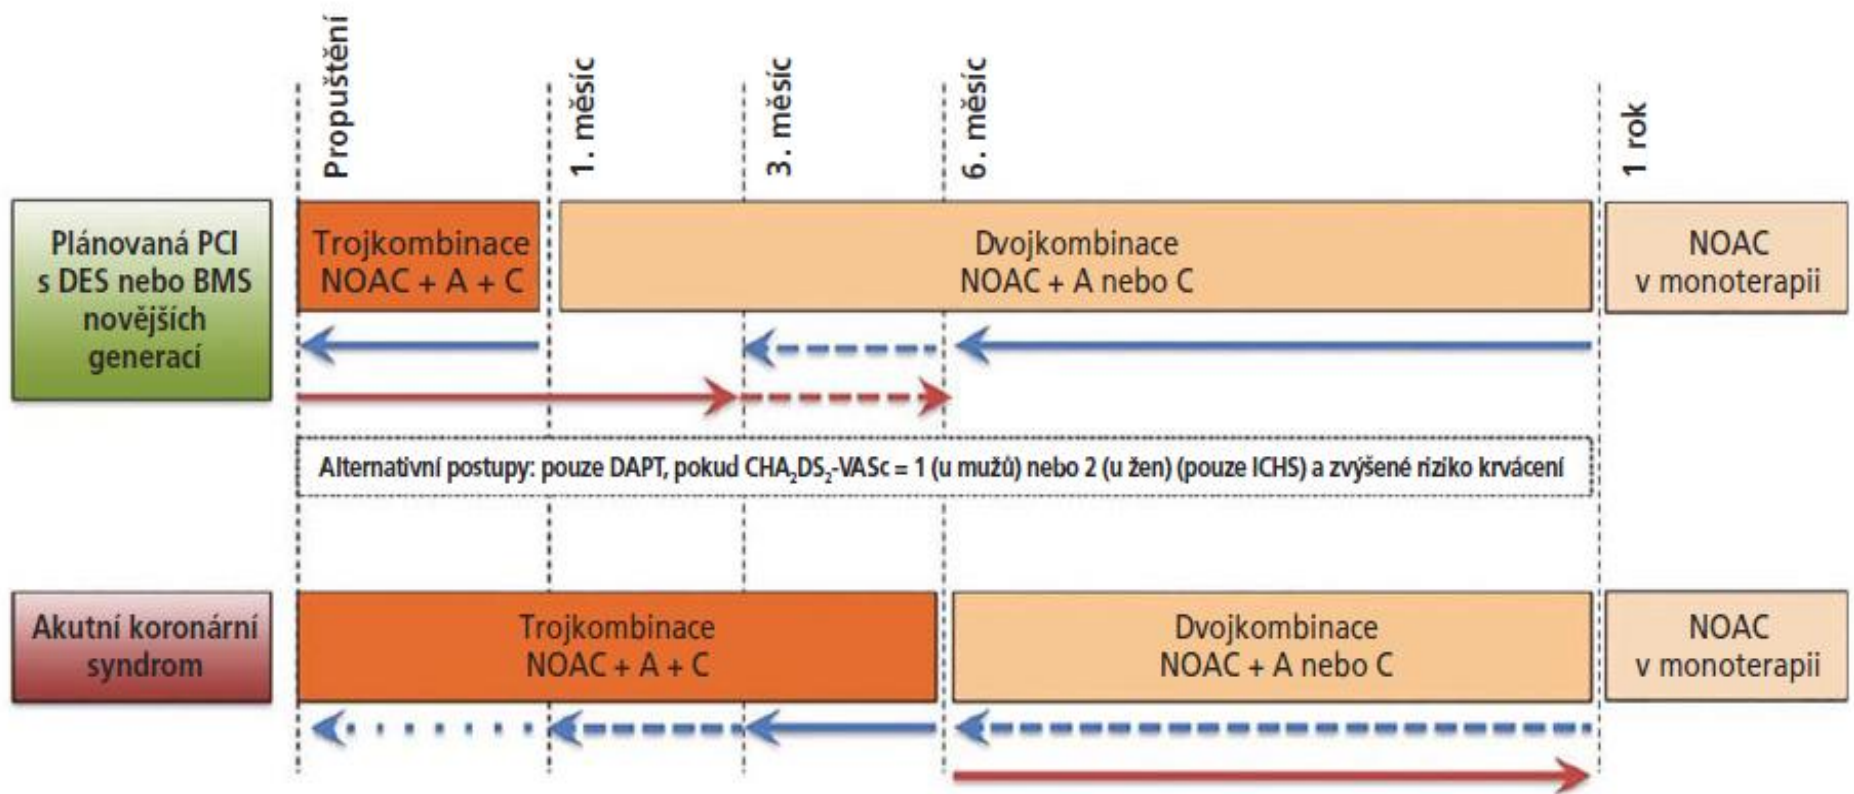 Propuštění
1. měsíc
3. měsíc
6. měsíc
1 rok
Plánovaná PCI
s DES nebo BMS
novějších
generací
Trojkombinace
NOAC + A + C
Dvojkombinace
NOAC + A nebo C
NOAC
v monoterapii
Alternativní postupy: pouze DAPT, pokud CHA₂DS₂-VASc = 1 (u mužů) nebo 2 (u žen) (pouze ICHS) a zvýšené riziko krvácení
Akutní koronární
syndrom
Trojkombinace
NOAC + A + C
Dvojkombinace
NOAC + A nebo C
NOAC
v monoterapii